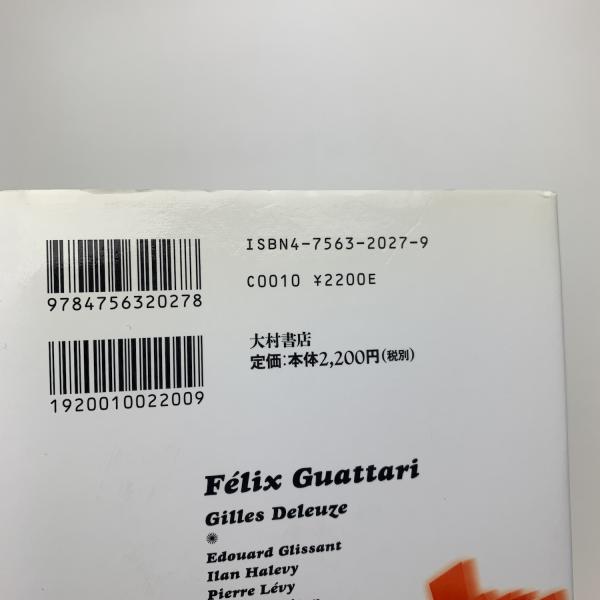 ISBN4-7563-2027-9
C0010 ¥2200E
9784756320278
大村書店
定価:本体2,200円(税別)
1920010022009
Félix Guattari
Gilles Deleuze
Edouard Glissant
Ilan Halevy
Pierre Lévy